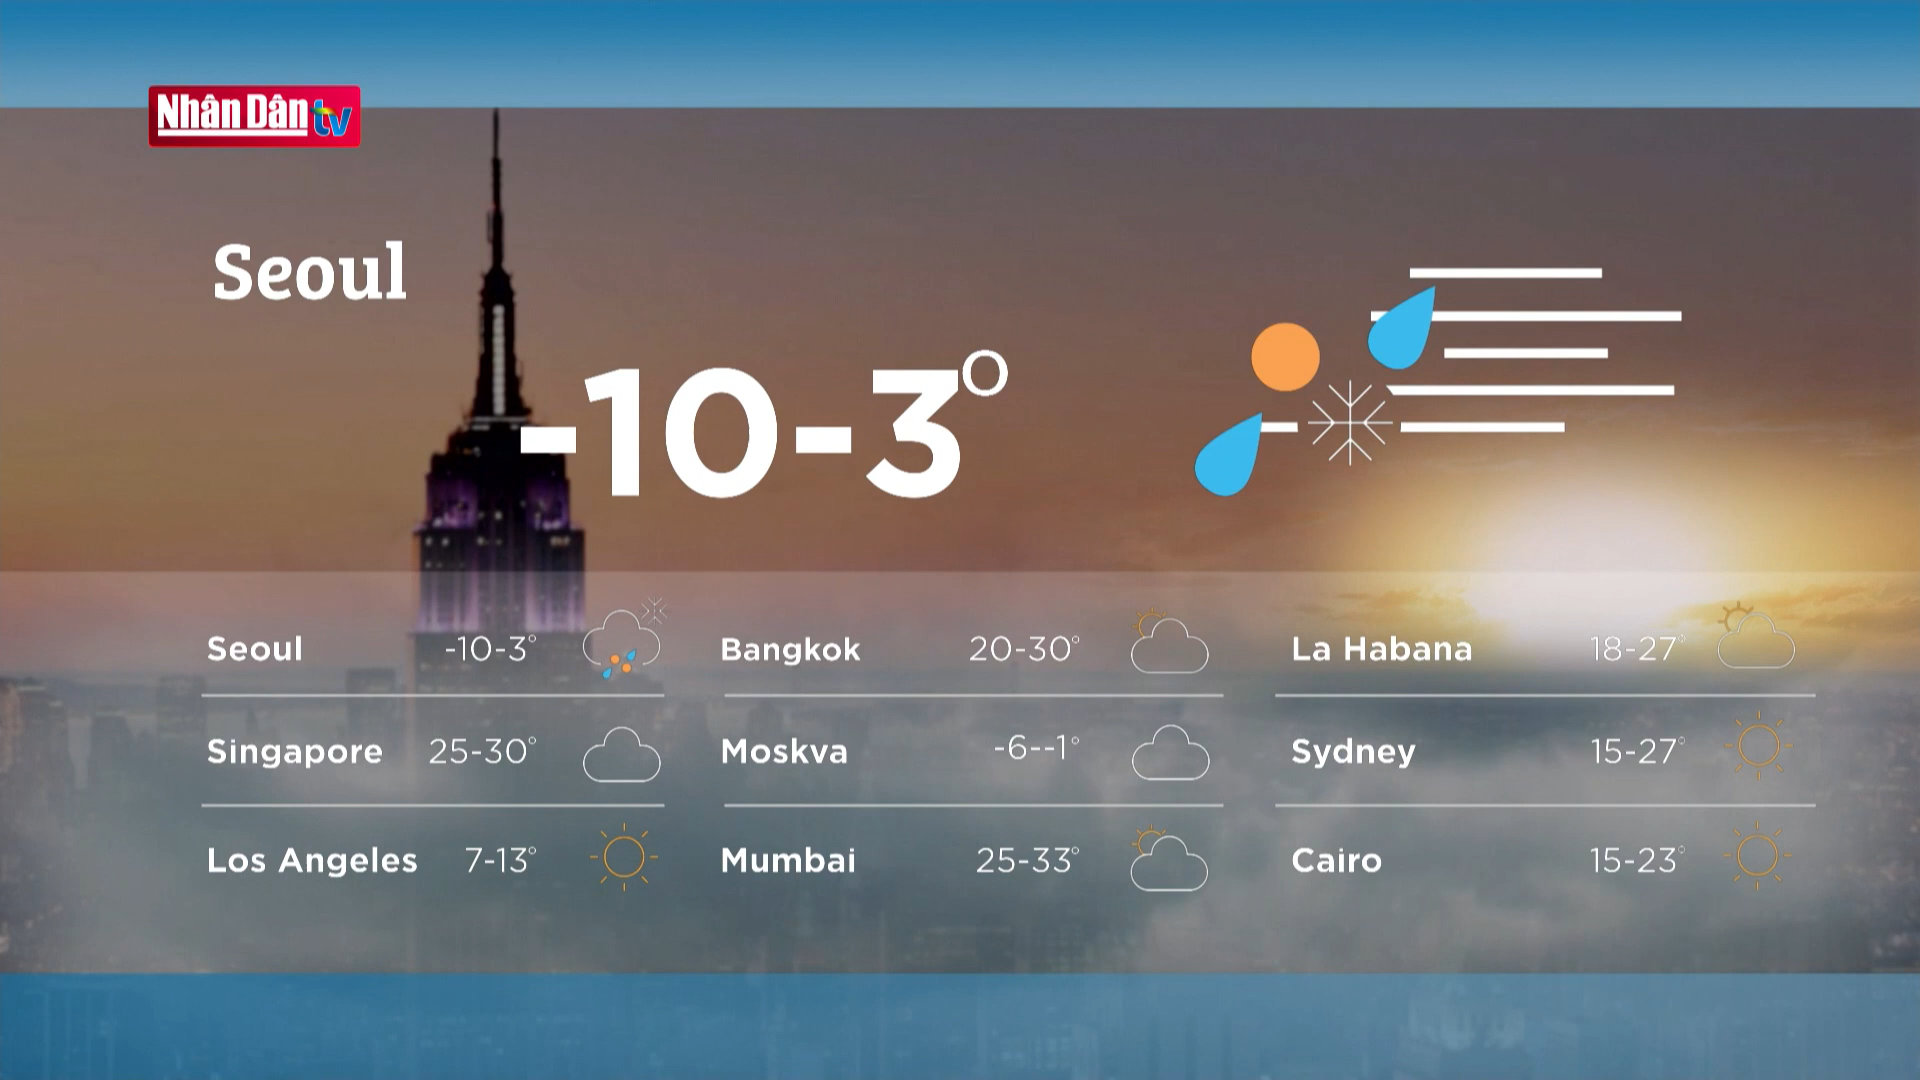 Nhân Dân tv
Seoul
-10-3°
Seoul -10-3° Bangkok 20-30° La Habana 18-27°
Singapore 25-30° Moskva -6--1° Sydney 15-27°
Los Angeles 7-13° Mumbai 25-33° Cairo 15-23°